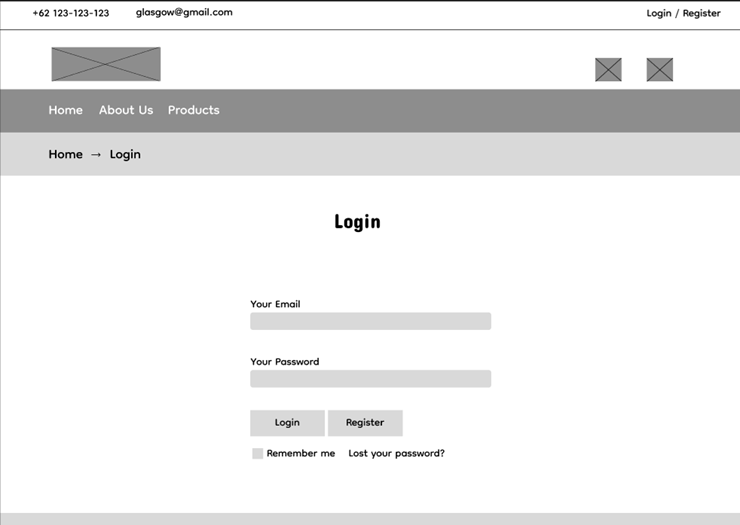 +62 123-123-123 glasgow@gmail.com Login / Register
Home About Us Products
Home → Login
Login
Your Email
Your Password
Login Register
Remember me Lost your password?